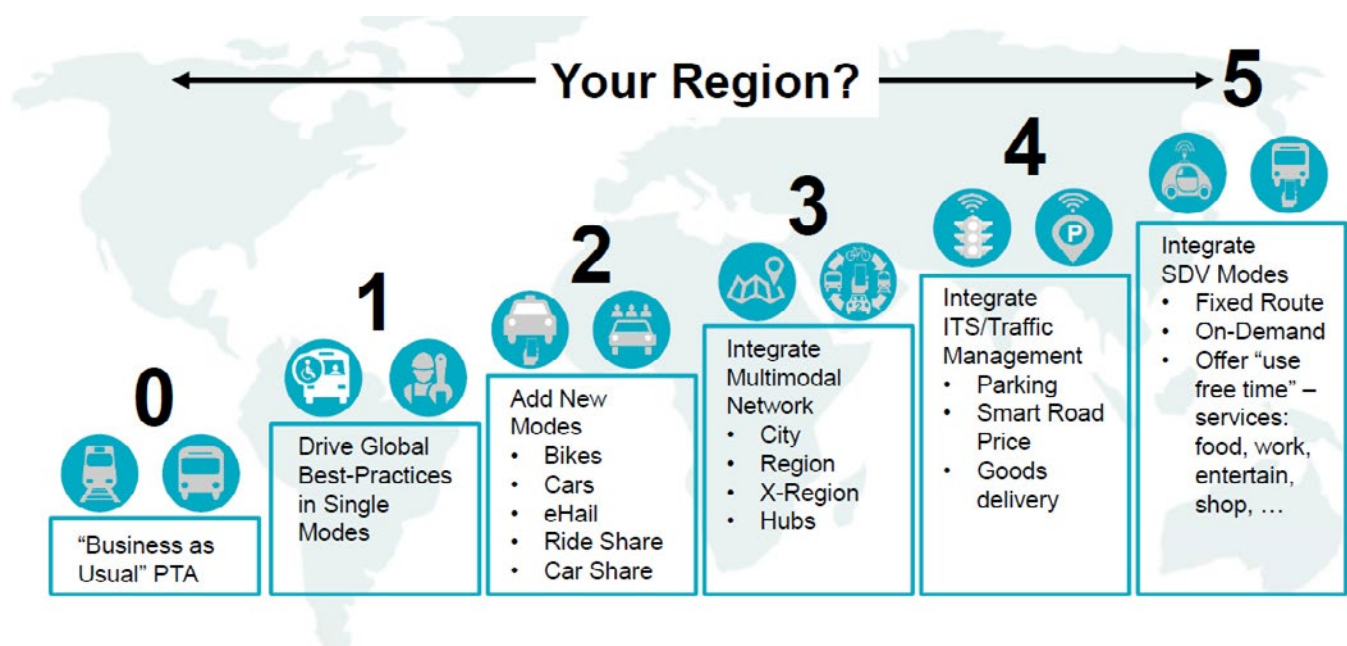 Your Region?
0
"Business as
Usual" PTA
1
Drive Global
Best-Practices
in Single
Modes
2
Add New
Modes
• Bikes
• Cars
• eHail
• Ride Share
• Car Share
3
Integrate
Multimodal
Network
• City
• Region
• X-Region
• Hubs
4
P
Integrate
ITS/Traffic
Management
• Parking
• Smart Road
Price
• Goods
delivery
5
Integrate
SDV Modes
• Fixed Route
• On-Demand
• Offer “use
free time” –
services:
food, work,
entertain,
shop, …